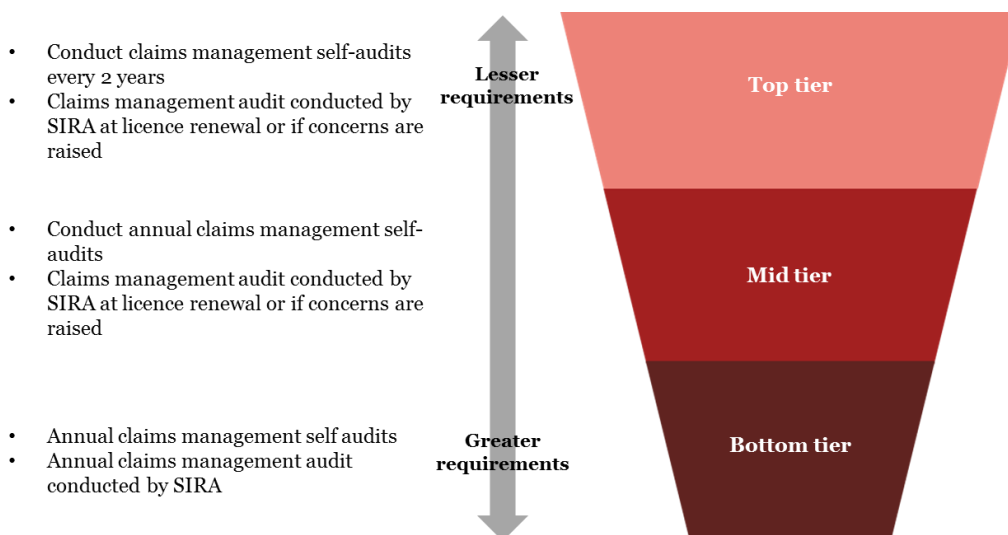 • Conduct claims management self-audits
every 2 years
• Claims management audit conducted by
SIRA at licence renewal or if concerns are
raised
• Conduct annual claims management self-
audits
• Claims management audit conducted by
SIRA at licence renewal or if concerns are
raised
• Annual claims management self audits
• Annual claims management audit
conducted by SIRA
Lesser
requirements
Greater
requirements
Top tier
Mid tier
Bottom tier